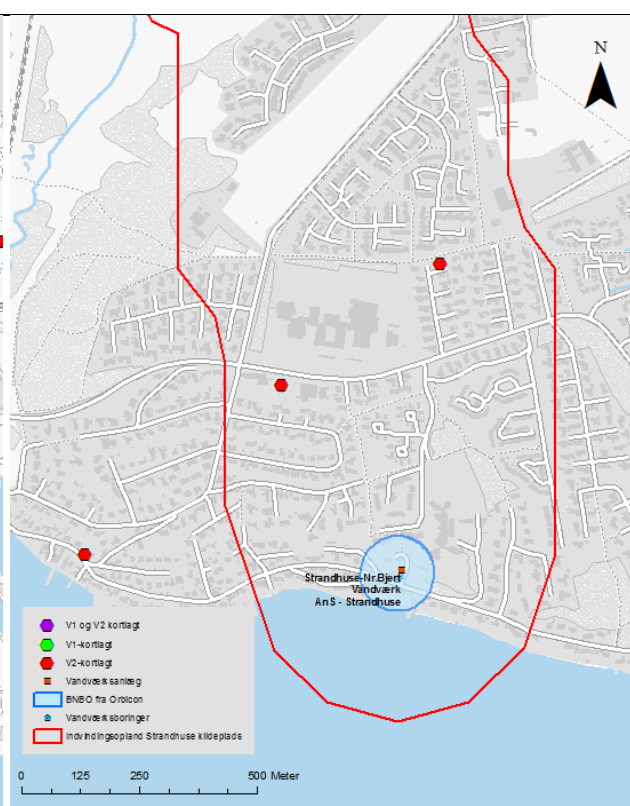 N
Strandhuse-Nr.Bjert
Vandværk
AnS - Strandhuse
V1 og V2 kortlagt
V1-kortlagt
V2-kortlagt
Vandværksanlæg
BNBO fra Orbicon
Vandværksboringer
Indvindingsopland Strandhuse kildeplads
0 125 250 500 Meter